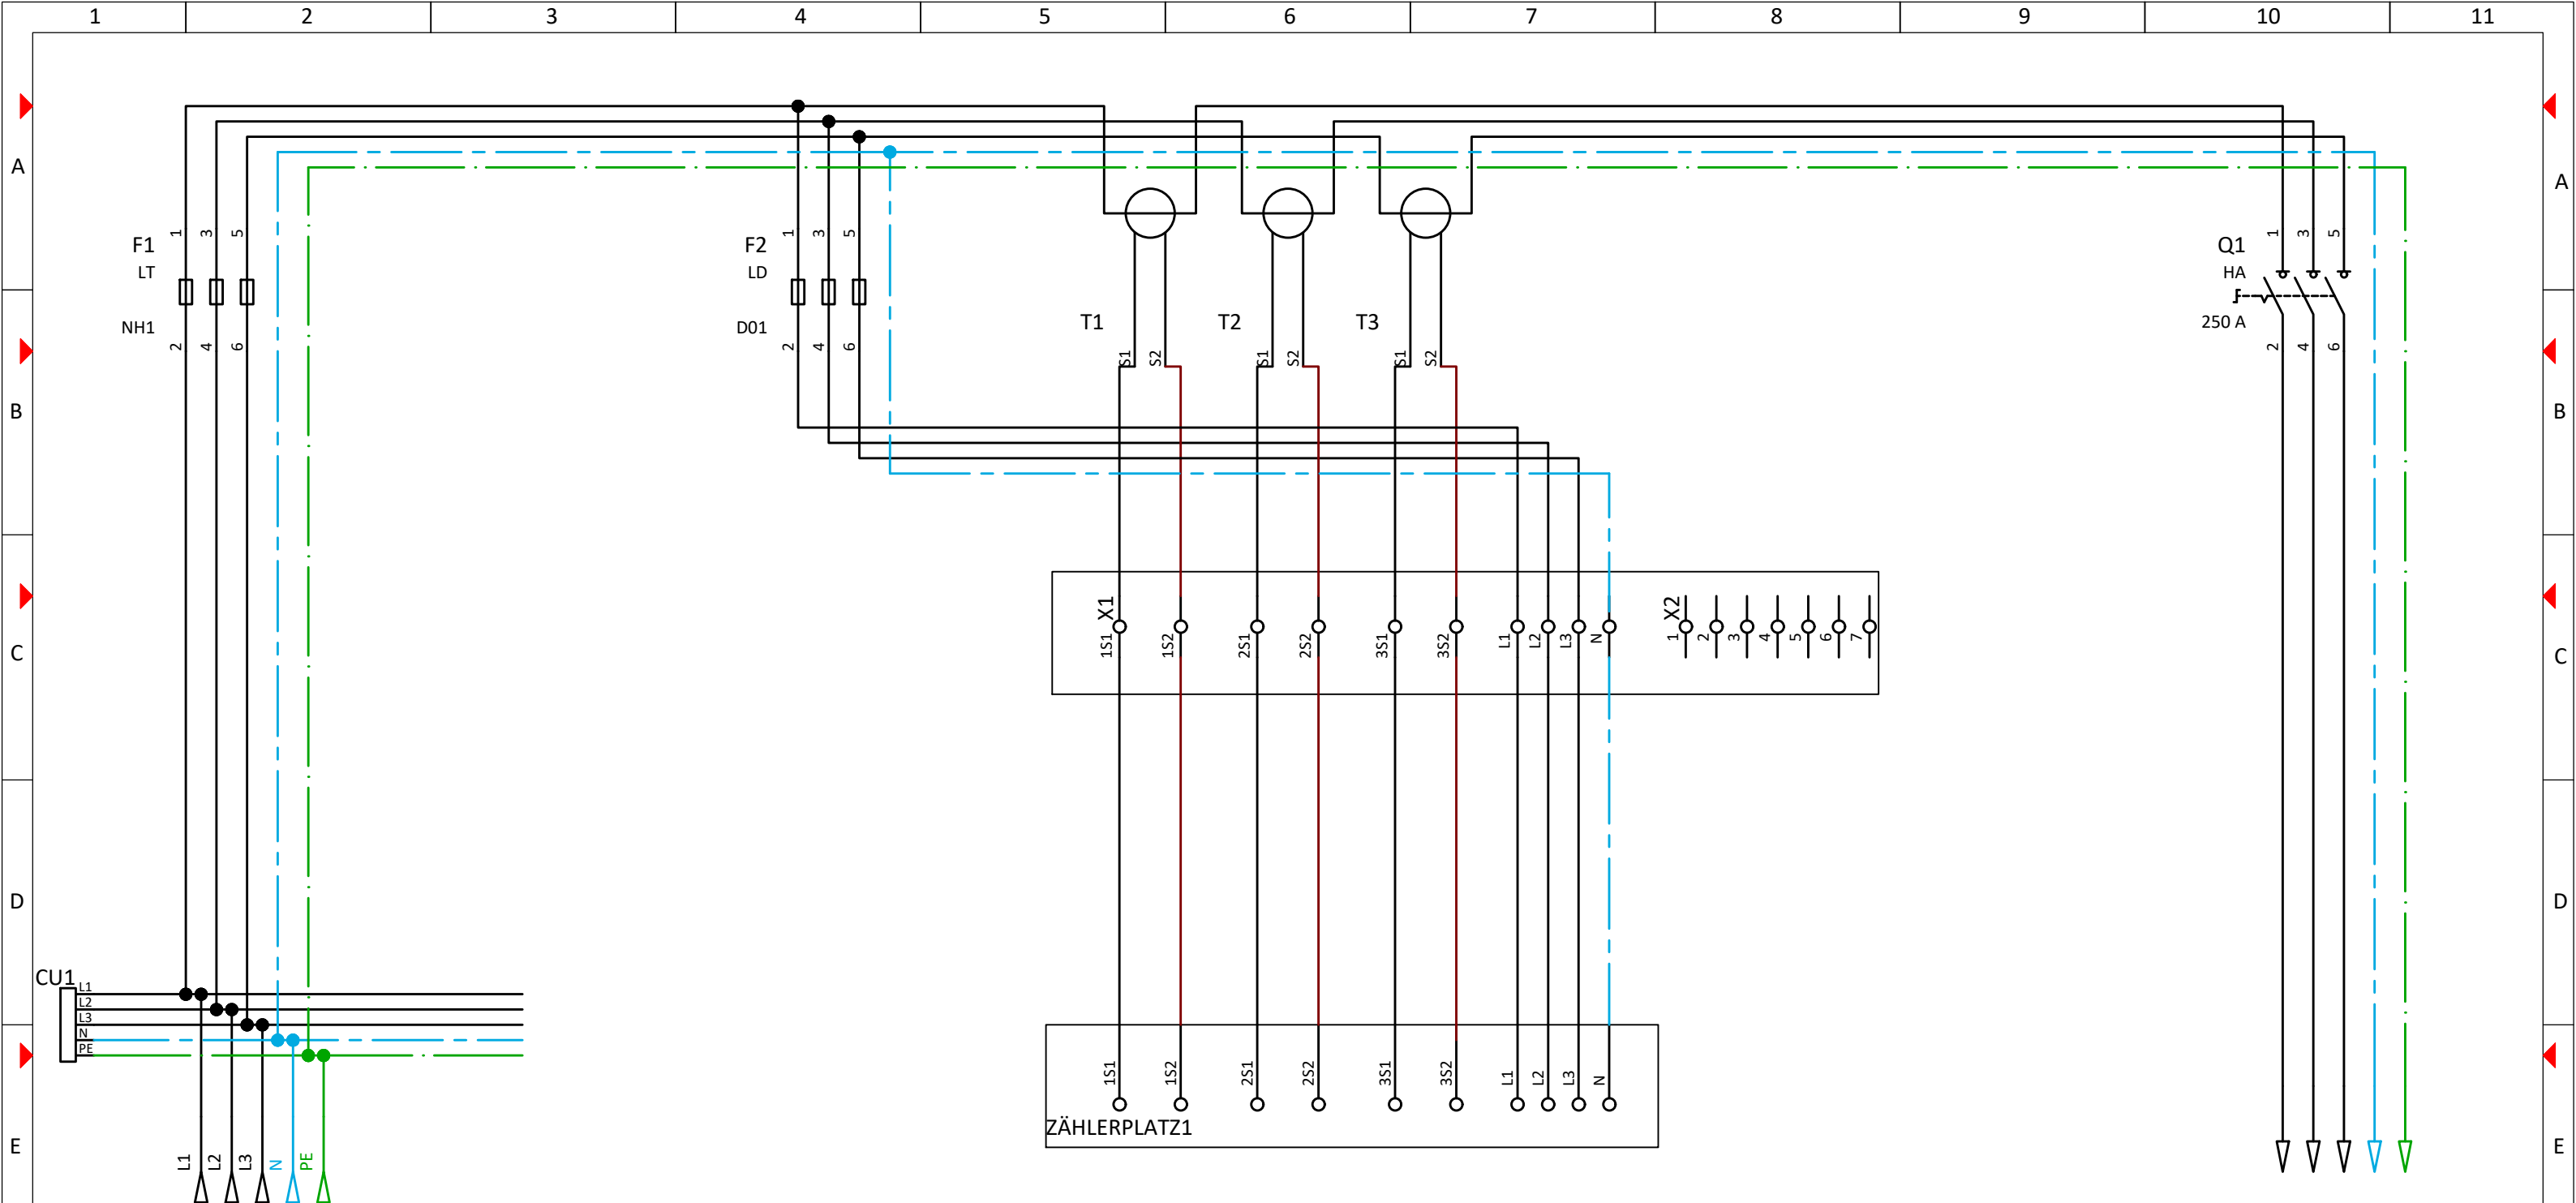 1 2 3 4 5 6 7 8 9 10 11
A A
F1 1 3 5 F2 1 3 5 Q1 1 3 5
LT LD HA
T1 T2 T3
NH1 D01 250 A
2 4 6 2 4 6 2 4 6
S1 S2 S1 S2 S1 S2
B B
X1 X2
1S1 1S2 2S1 2S2 3S1 3S2 L1 L2 L3 N 1 2 3 4 5 6 7
C C
D D
CU1
L1
L2
L3
N
PE
1S1 1S2 2S1 2S2 3S1 3S2 L1 L2 L3 N
ZÄHLERPLATZ1
E E
L1 L2 L3 N PE